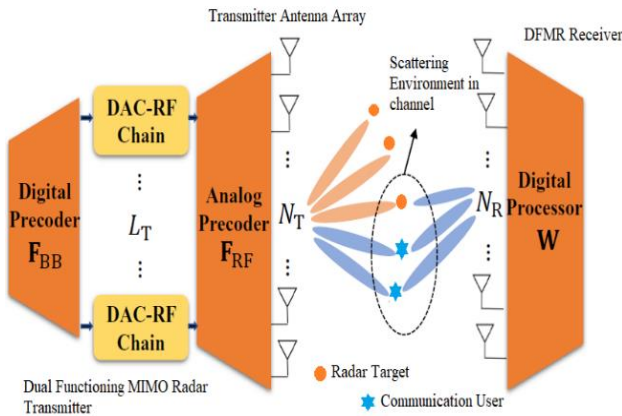 Transmitter Antenna Array
DFMR Receiver
Scattering
Environment in
channel
DAC-RF
Chain
Digital
Precoder
F_BB
L_T
Analog
Precoder
F_RF
N_T
N_R
Digital
Processor
W
DAC-RF
Chain
Dual Functioning MIMO Radar
Transmitter
Radar Target
Communication User